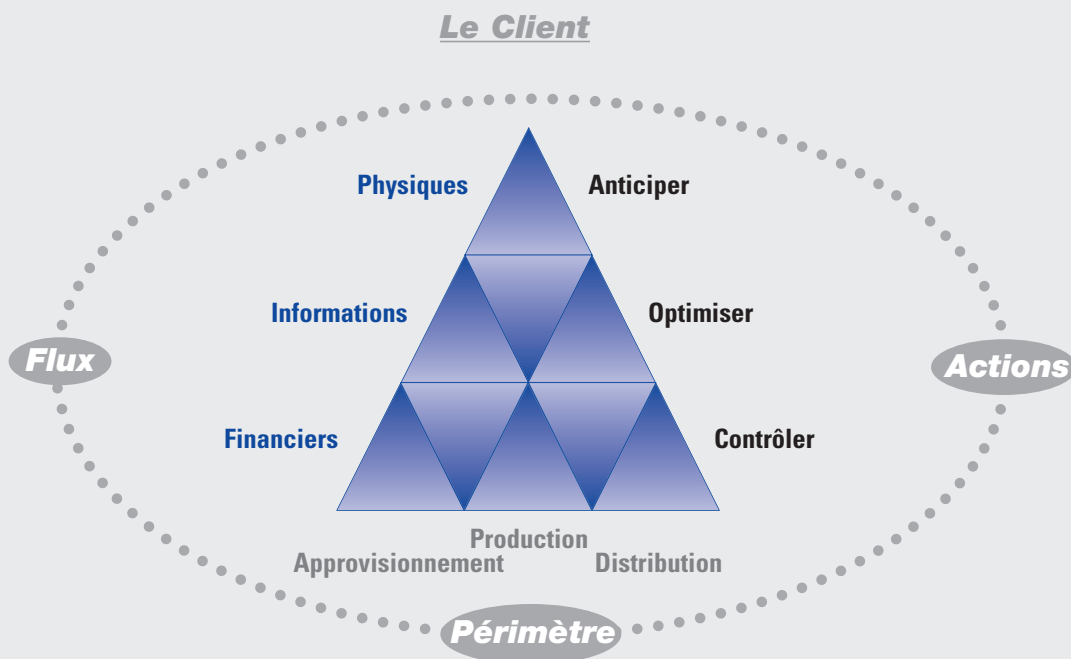 Le Client
Physiques
Anticiper
Informations
Optimiser
Flux
Actions
Financiers
Contrôler
Production
Approvisionnement
Distribution
Périmètre